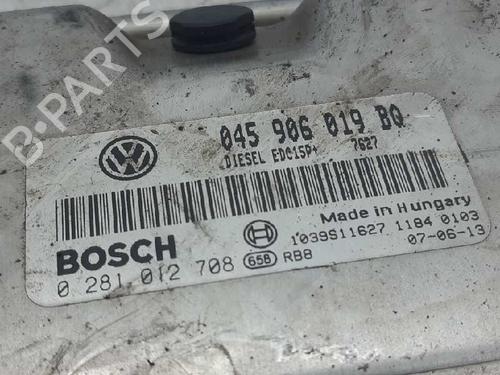 045 906 019 BQ
DIESEL EDC15P+ 7627
BOSCH
Made in Hungary
1039S11627 1184 0103
0 281 012 708
658
RB8
07-06-13
B-PARTS